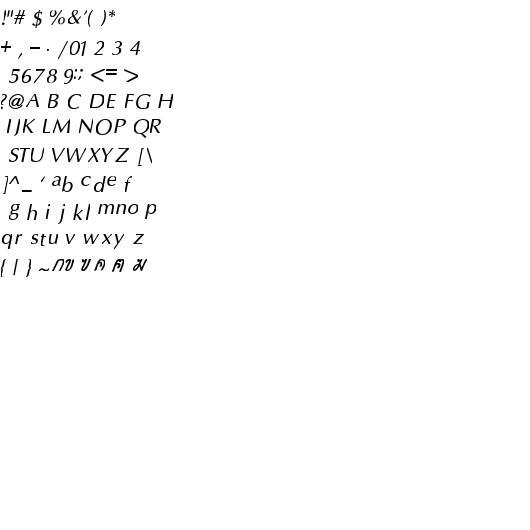 !"# $ %&'( )*
+ , – · /01 2 3 4
5678 9:; <= >
?@A B C DE FG H
IJK LM NOP QR
STU VWXYZ [\
]^_ ‘ ab cde f
g h i j kl mno p
qr stu v wxy z
{ | } ~กข ฃค ฅ ฆ